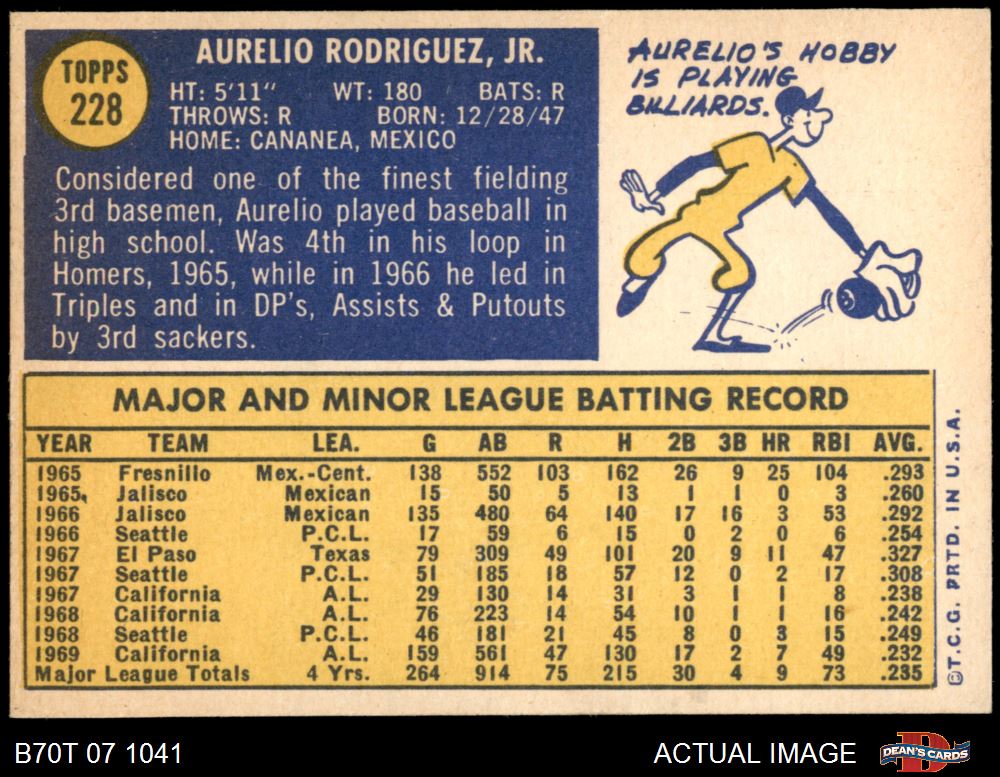 TOPPS
228
AURELIO RODRIGUEZ, JR.
HT: 5'11" WT: 180 BATS: R
THROWS: R BORN: 12/28/47
HOME: CANANEA, MEXICO
Considered one of the finest fielding
3rd basemen, Aurelio played baseball in
high school. Was 4th in his loop in
Homers, 1965, while in 1966 he led in
Triples and in DP's, Assists & Putouts
by 3rd sackers.
AURELIO'S HOBBY
IS PLAYING
BILLIARDS.
MAJOR AND MINOR LEAGUE BATTING RECORD
YEAR TEAM LEA. G AB R H 2B 3B HR RBI AVG.
1965 Fresnillo Mex.-Cent. 138 552 103 162 26 9 25 104 .293
1965 Jalisco Mexican 15 50 5 13 1 1 0 3 .260
1966 Jalisco Mexican 135 480 64 140 17 16 3 53 .292
1966 Seattle P.C.L. 17 59 6 15 0 2 0 6 .254
1967 El Paso Texas 79 309 49 101 20 9 11 47 .327
1967 Seattle P.C.L. 51 185 18 57 12 0 2 17 .308
1967 California A.L. 29 130 14 31 3 1 1 8 .238
1968 California A.L. 76 223 14 54 10 1 1 16 .242
1968 Seattle P.C.L. 46 181 21 45 8 0 3 15 .249
1969 California A.L. 159 561 47 130 17 2 7 49 .232
Major League Totals 4 Yrs. 264 914 75 215 30 4 9 73 .235
©T.C.G. PRTD. IN U.S.A.
B70T 07 1041 ACTUAL IMAGE
DEAN'S CARDS